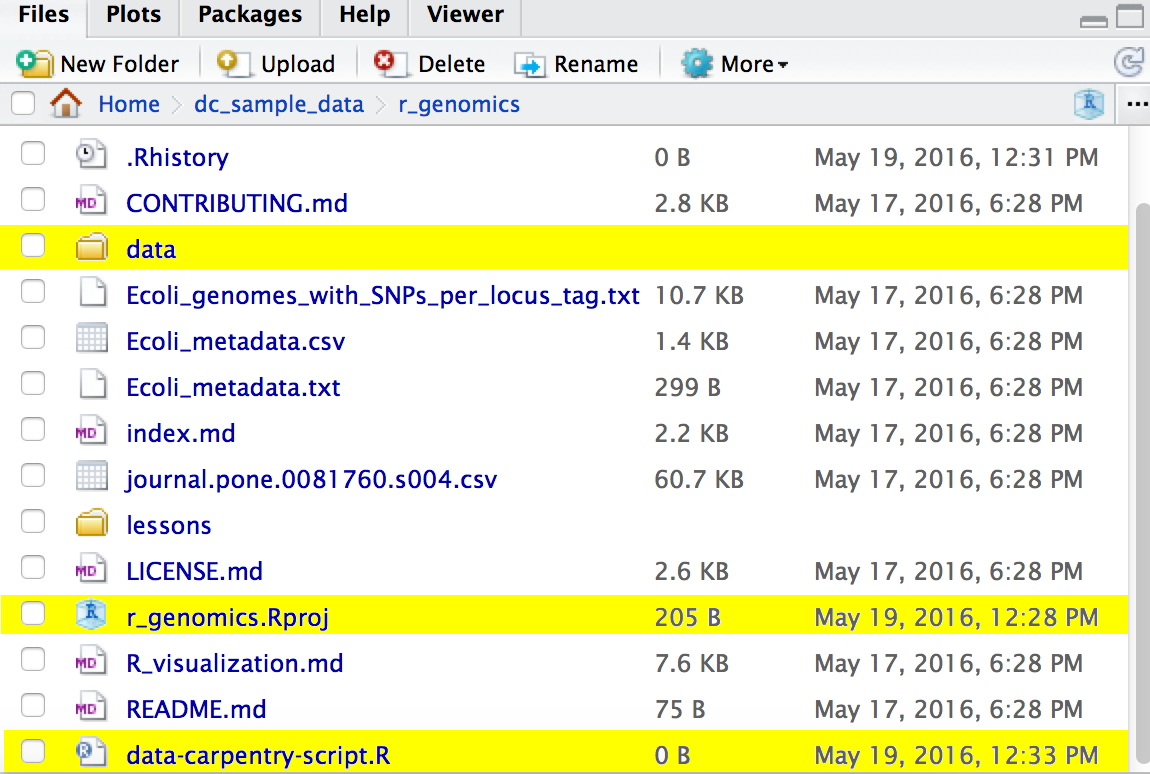 Files Plots Packages Help Viewer
New Folder Upload Delete Rename More
Home dc_sample_data r_genomics R ...
.Rhistory 0 B May 19, 2016, 12:31 PM
MD CONTRIBUTING.md 2.8 KB May 17, 2016, 6:28 PM
data
Ecoli_genomes_with_SNPs_per_locus_tag.txt 10.7 KB May 17, 2016, 6:28 PM
Ecoli_metadata.csv 1.4 KB May 17, 2016, 6:28 PM
Ecoli_metadata.txt 299 B May 17, 2016, 6:28 PM
MD index.md 2.2 KB May 17, 2016, 6:28 PM
journal.pone.0081760.s004.csv 60.7 KB May 17, 2016, 6:28 PM
lessons
MD LICENSE.md 2.6 KB May 17, 2016, 6:28 PM
R r_genomics.Rproj 205 B May 19, 2016, 12:28 PM
MD R_visualization.md 7.6 KB May 17, 2016, 6:28 PM
MD README.md 75 B May 17, 2016, 6:28 PM
R data-carpentry-script.R 0 B May 19, 2016, 12:33 PM